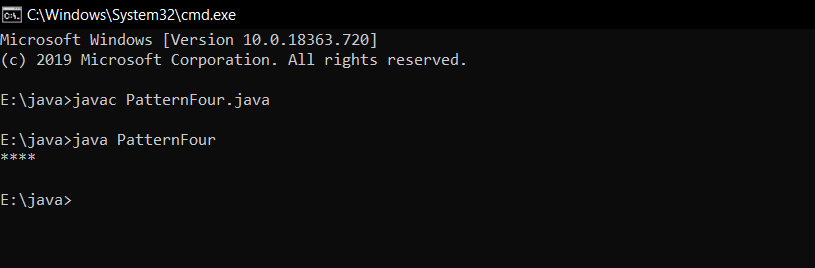 C:\Windows\System32\cmd.exe
Microsoft Windows [Version 10.0.18363.720]
(c) 2019 Microsoft Corporation. All rights reserved.
E:\java>javac PatternFour.java
E:\java>java PatternFour
****
E:\java>